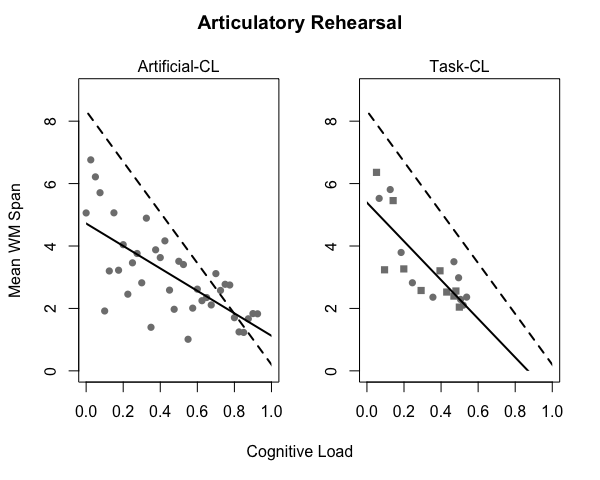 Articulatory Rehearsal
Artificial-CL
Task-CL
Mean WM Span
8
6
4
2
0
0.0 0.2 0.4 0.6 0.8 1.0
8
6
4
2
0
0.0 0.2 0.4 0.6 0.8 1.0
Cognitive Load